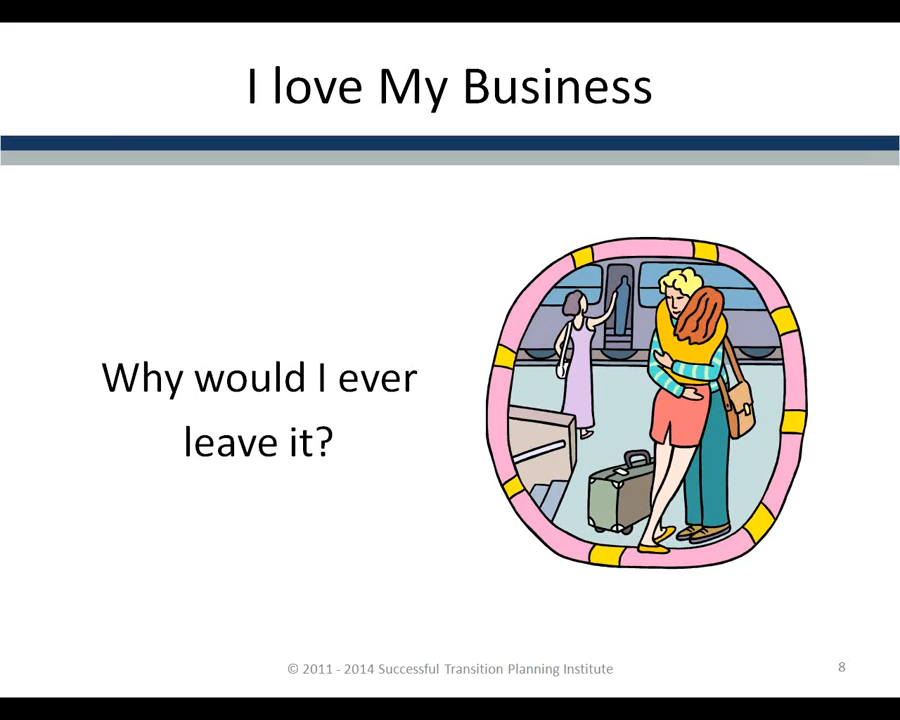 I love My Business
Why would I ever
leave it?
© 2011 - 2014 Successful Transition Planning Institute
8